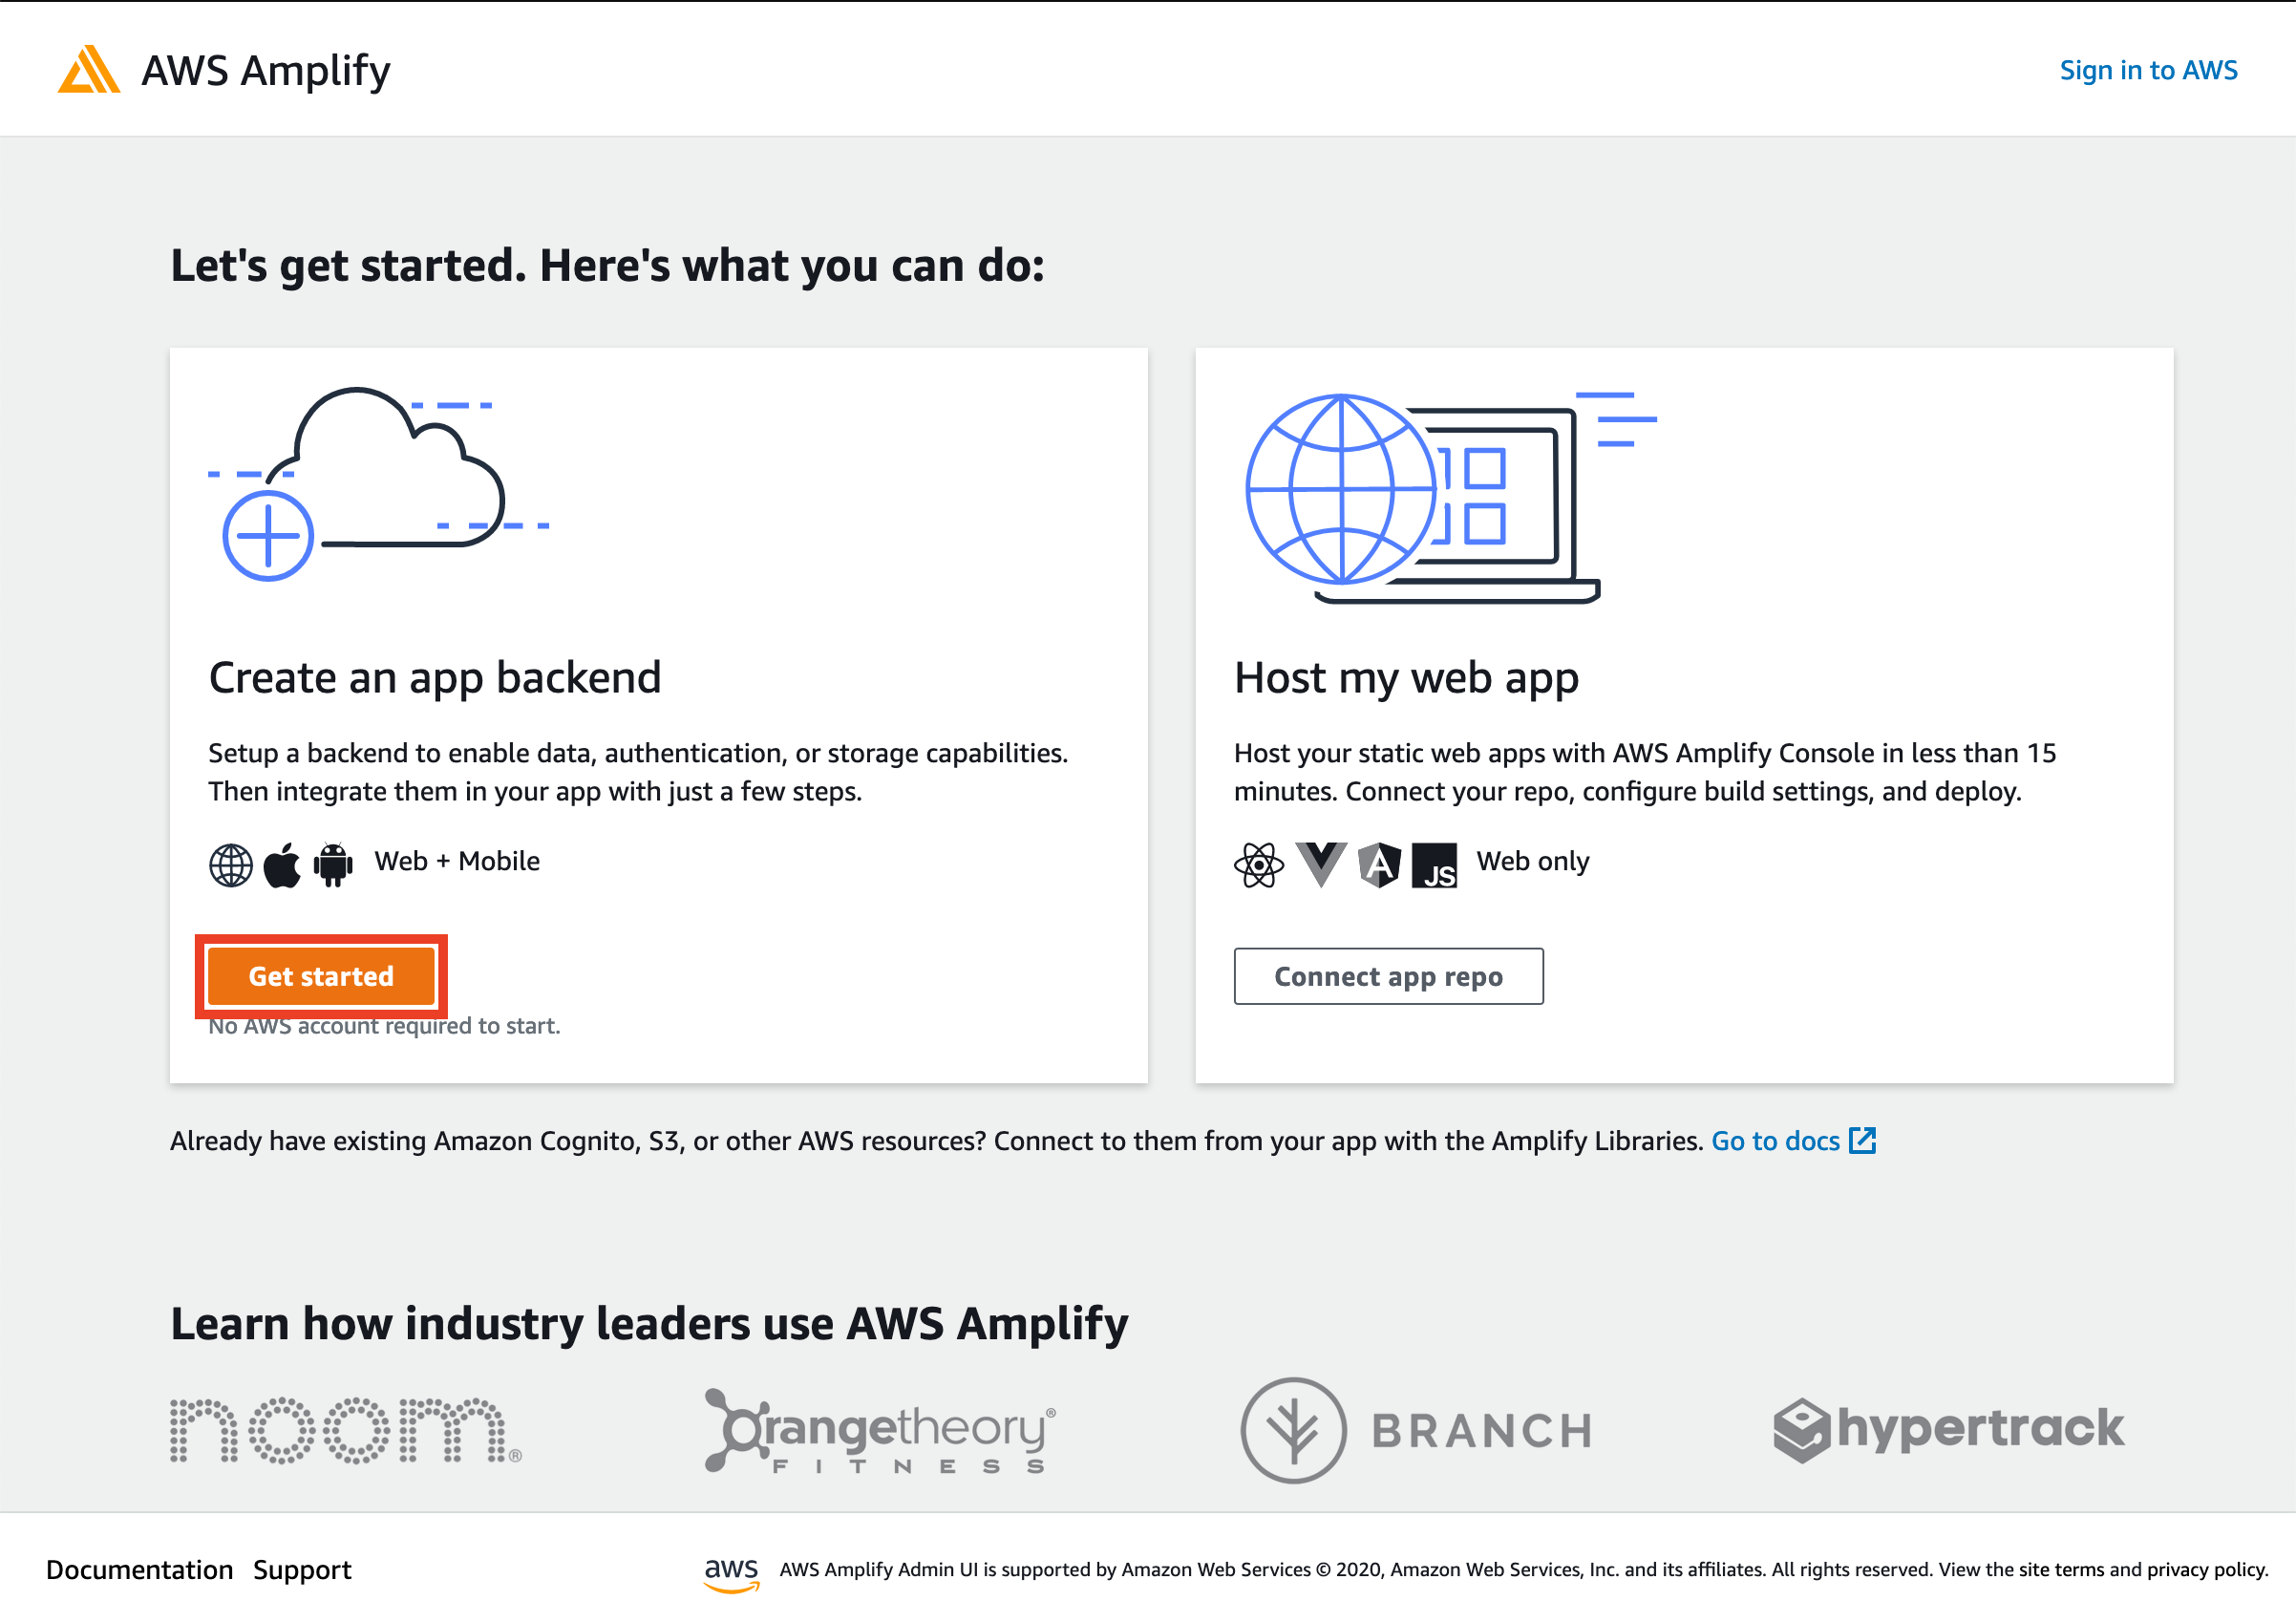 AWS Amplify
Sign in to AWS
Let's get started. Here's what you can do:
Create an app backend
Setup a backend to enable data, authentication, or storage capabilities.
Then integrate them in your app with just a few steps.
Web + Mobile
Get started
No AWS account required to start.
Host my web app
Host your static web apps with AWS Amplify Console in less than 15
minutes. Connect your repo, configure build settings, and deploy.
A JS Web only
Connect app repo
Already have existing Amazon Cognito, S3, or other AWS resources? Connect to them from your app with the Amplify Libraries. Go to docs
Learn how industry leaders use AWS Amplify
noom®
orangetheory®
FITNESS
BRANCH
hypertrack
Documentation Support
aws AWS Amplify Admin UI is supported by Amazon Web Services © 2020, Amazon Web Services, Inc. and its affiliates. All rights reserved. View the site terms and privacy policy.